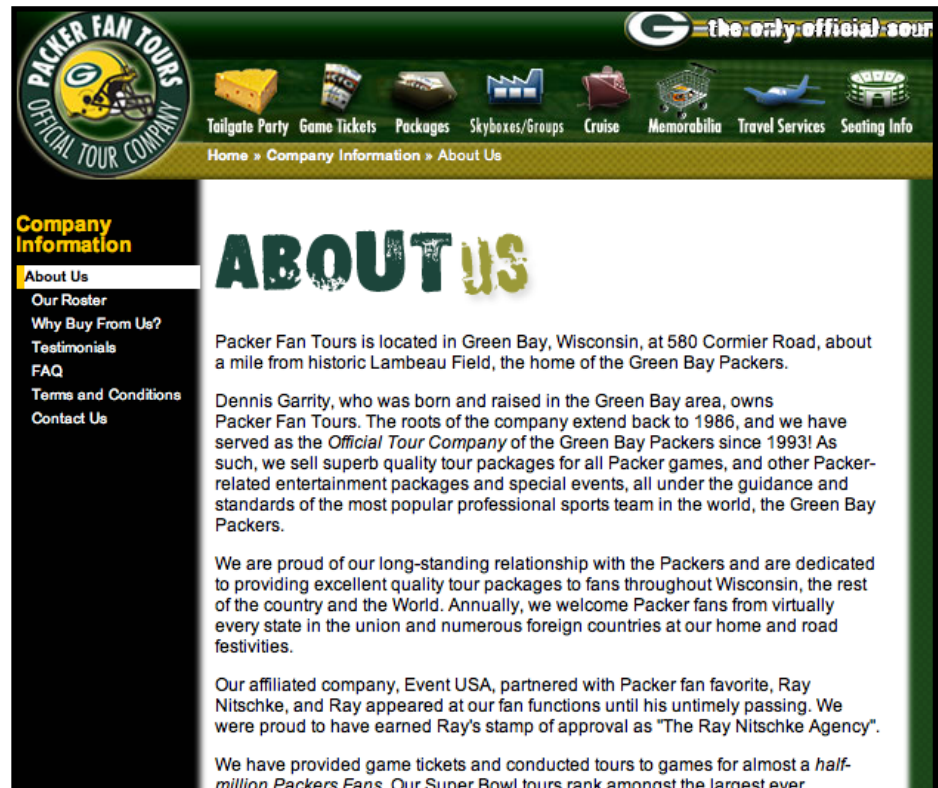 PACKER FAN TOURS
OFFICIAL TOUR COMPANY
G
G
the only official sour
Tailgate Party Game Tickets Packages Skyboxes/Groups Cruise Memorabilia Travel Services Seating Info
Home » Company Information » About Us
Company
Information
About Us
Our Roster
Why Buy From Us?
Testimonials
FAQ
Terms and Conditions
Contact Us
ABOUT US
Packer Fan Tours is located in Green Bay, Wisconsin, at 580 Cormier Road, about
a mile from historic Lambeau Field, the home of the Green Bay Packers.
Dennis Garrity, who was born and raised in the Green Bay area, owns
Packer Fan Tours. The roots of the company extend back to 1986, and we have
served as the Official Tour Company of the Green Bay Packers since 1993! As
such, we sell superb quality tour packages for all Packer games, and other Packer-
related entertainment packages and special events, all under the guidance and
standards of the most popular professional sports team in the world, the Green Bay
Packers.
We are proud of our long-standing relationship with the Packers and are dedicated
to providing excellent quality tour packages to fans throughout Wisconsin, the rest
of the country and the World. Annually, we welcome Packer fans from virtually
every state in the union and numerous foreign countries at our home and road
festivities.
Our affiliated company, Event USA, partnered with Packer fan favorite, Ray
Nitschke, and Ray appeared at our fan functions until his untimely passing. We
were proud to have earned Ray's stamp of approval as "The Ray Nitschke Agency".
We have provided game tickets and conducted tours to games for almost a half-
million Packers Fans. Our Super Bowl tours rank amongst the largest ever